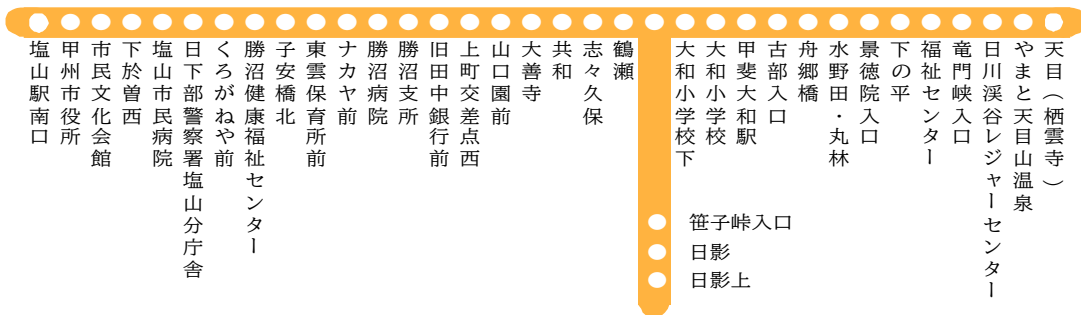 塩山駅南口
甲州市役所
市民文化会館
下於曽西
塩山市民病院
日下部警察署塩山分庁舎
くろがねや前
勝沼健康福祉センター
子安橋北
東雲保育所前
ナカヤ前
勝沼病院
勝沼支所
旧田中銀行前
上町交差点西
山口園前
大善寺
共和
志々久保
鶴瀬
大和小学校下
大和小学校
甲斐大和駅
古部入口
舟郷橋
水野田・丸林
景徳院入口
下の平
福祉センター
竜門峡入口
日川渓谷レジャーセンター
やまと天目山温泉
天目（栖雲寺）
笹子峠入口
日影
日影上